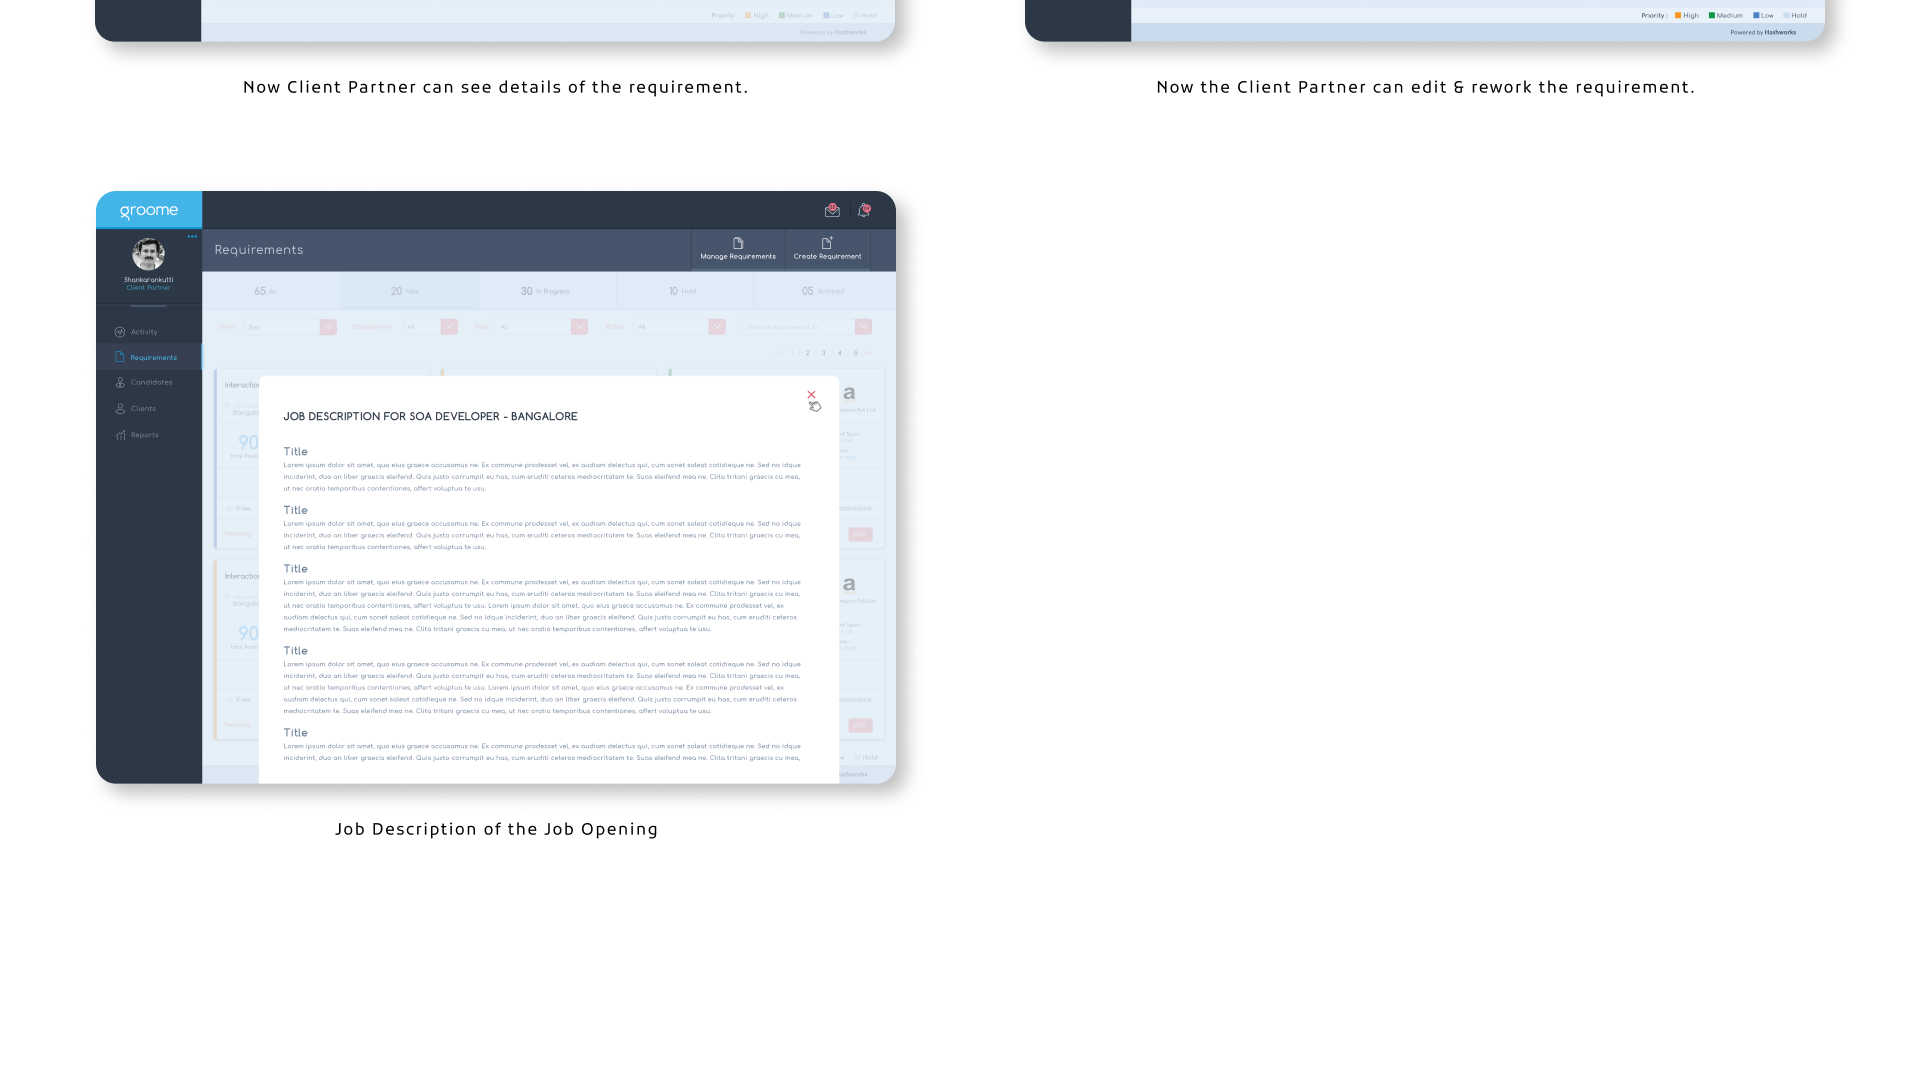 Priority : High Medium Low Hold
Powered by Hashworks
Now Client Partner can see details of the requirement.
Priority : High Medium Low Hold
Powered by Hashworks
Now the Client Partner can edit & rework the requirement.
groome
Shankarankutti
Client Partner
Activity
Requirements
Candidates
Clients
Reports
Requirements
Manage Requirements
Create Requirement
65 All
20 New
30 In Progress
10 Hold
05 Archived
Client
Engagement All
All
Status All
1 2 3 4 5
Interaction
90
View
Pending
Interaction
90
View
Pending
a
Edit
a
Edit
Hold
JOB DESCRIPTION FOR SOA DEVELOPER - BANGALORE
Title
Lorem ipsum dolor sit amet, quo eius graece accusamus ne. Ex commune prodesset vel, ex audiam delectus qui, cum sonet soleat cotidieque ne. Sed no idque
inciderint, duo an liber graecis eleifend. Quis justo corrumpit eu has, cum eruditi ceteros mediocritatem te. Suas eleifend mea ne. Clita tritani graecis cu mea,
ut nec oratio temporibus contentiones, affert voluptua te usu.
Title
Lorem ipsum dolor sit amet, quo eius graece accusamus ne. Ex commune prodesset vel, ex audiam delectus qui, cum sonet soleat cotidieque ne. Sed no idque
inciderint, duo an liber graecis eleifend. Quis justo corrumpit eu has, cum eruditi ceteros mediocritatem te. Suas eleifend mea ne. Clita tritani graecis cu mea,
ut nec oratio temporibus contentiones, affert voluptua te usu.
Title
Lorem ipsum dolor sit amet, quo eius graece accusamus ne. Ex commune prodesset vel, ex audiam delectus qui, cum sonet soleat cotidieque ne. Sed no idque
inciderint, duo an liber graecis eleifend. Quis justo corrumpit eu has, cum eruditi ceteros mediocritatem te. Suas eleifend mea ne. Clita tritani graecis cu mea,
ut nec oratio temporibus contentiones, affert voluptua te usu. Lorem ipsum dolor sit amet, quo eius graece accusamus ne. Ex commune prodesset vel, ex
audiam delectus qui, cum sonet soleat cotidieque ne. Sed no idque inciderint, duo an liber graecis eleifend. Quis justo corrumpit eu has, cum eruditi ceteros
mediocritatem te. Suas eleifend mea ne. Clita tritani graecis cu mea, ut nec oratio temporibus contentiones, affert voluptua te usu.
Title
Lorem ipsum dolor sit amet, quo eius graece accusamus ne. Ex commune prodesset vel, ex audiam delectus qui, cum sonet soleat cotidieque ne. Sed no idque
inciderint, duo an liber graecis eleifend. Quis justo corrumpit eu has, cum eruditi ceteros mediocritatem te. Suas eleifend mea ne. Clita tritani graecis cu mea,
ut nec oratio temporibus contentiones, affert voluptua te usu. Lorem ipsum dolor sit amet, quo eius graece accusamus ne. Ex commune prodesset vel, ex
audiam delectus qui, cum sonet soleat cotidieque ne. Sed no idque inciderint, duo an liber graecis eleifend. Quis justo corrumpit eu has, cum eruditi ceteros
mediocritatem te. Suas eleifend mea ne. Clita tritani graecis cu mea, ut nec oratio temporibus contentiones, affert voluptua te usu.
Title
Lorem ipsum dolor sit amet, quo eius graece accusamus ne. Ex commune prodesset vel, ex audiam delectus qui, cum sonet soleat cotidieque ne. Sed no idque
inciderint, duo an liber graecis eleifend. Quis justo corrumpit eu has, cum eruditi ceteros mediocritatem te. Suas eleifend mea ne. Clita tritani graecis cu mea,
Job Description of the Job Opening